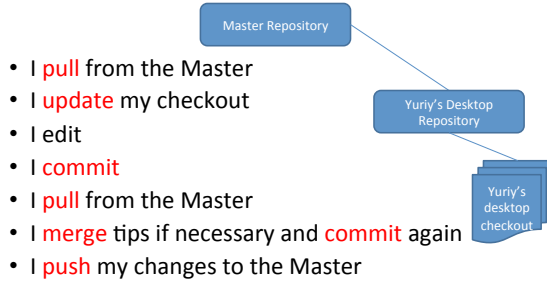 Master Repository
• I pull from the Master
• I update my checkout
• I edit
• I commit
• I pull from the Master
• I merge tips if necessary and commit again
• I push my changes to the Master
Yuriy's Desktop
Repository
Yuriy's
desktop
checkout